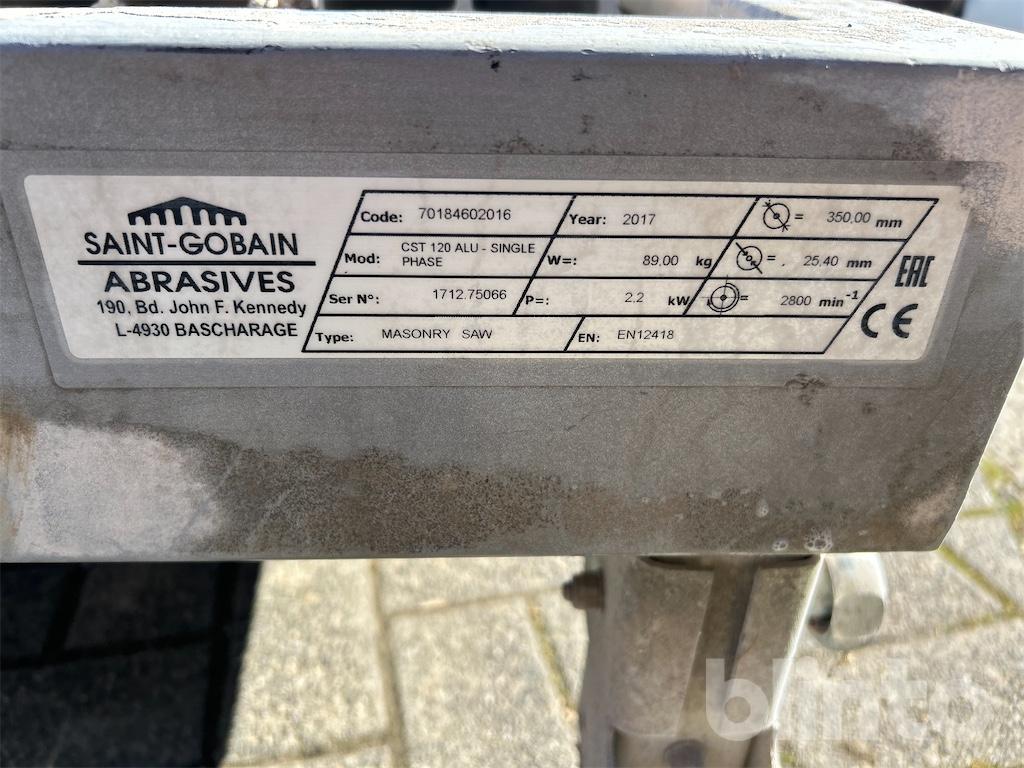 SAINT-GOBAIN
ABRASIVES
190, Bd. John F. Kennedy
L-4930 BASCHARAGE
Code: 70184602016 Year: 2017 = 350,00 mm
Mod: CST 120 ALU - SINGLE PHASE W=: 89,00 kg = . 25,40 mm
Ser N°: 1712.75066 P=: 2,2 kW = 2800 min-1
Type: MASONRY SAW EN: EN12418
EAC
CE
blinto